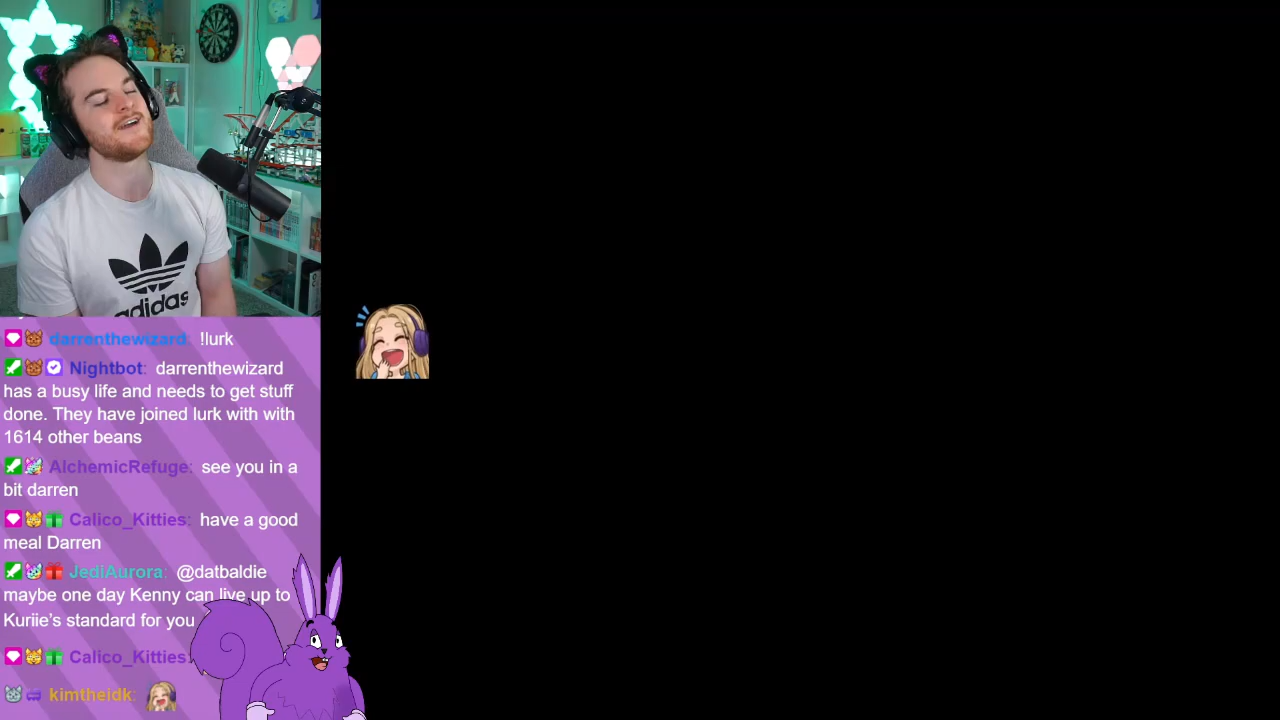 adidas
darrenthewizard: !lurk
Nightbot: darrenthewizard
has a busy life and needs to get stuff
done. They have joined lurk with with
1614 other beans
AlchemicRefuge: see you in a
bit darren
Calico_Kitties: have a good
meal Darren
JediAurora: @datbaldie
maybe one day Kenny can live up to
Kuriie's standard for you
Calico_Kitties:
kimtheidk: